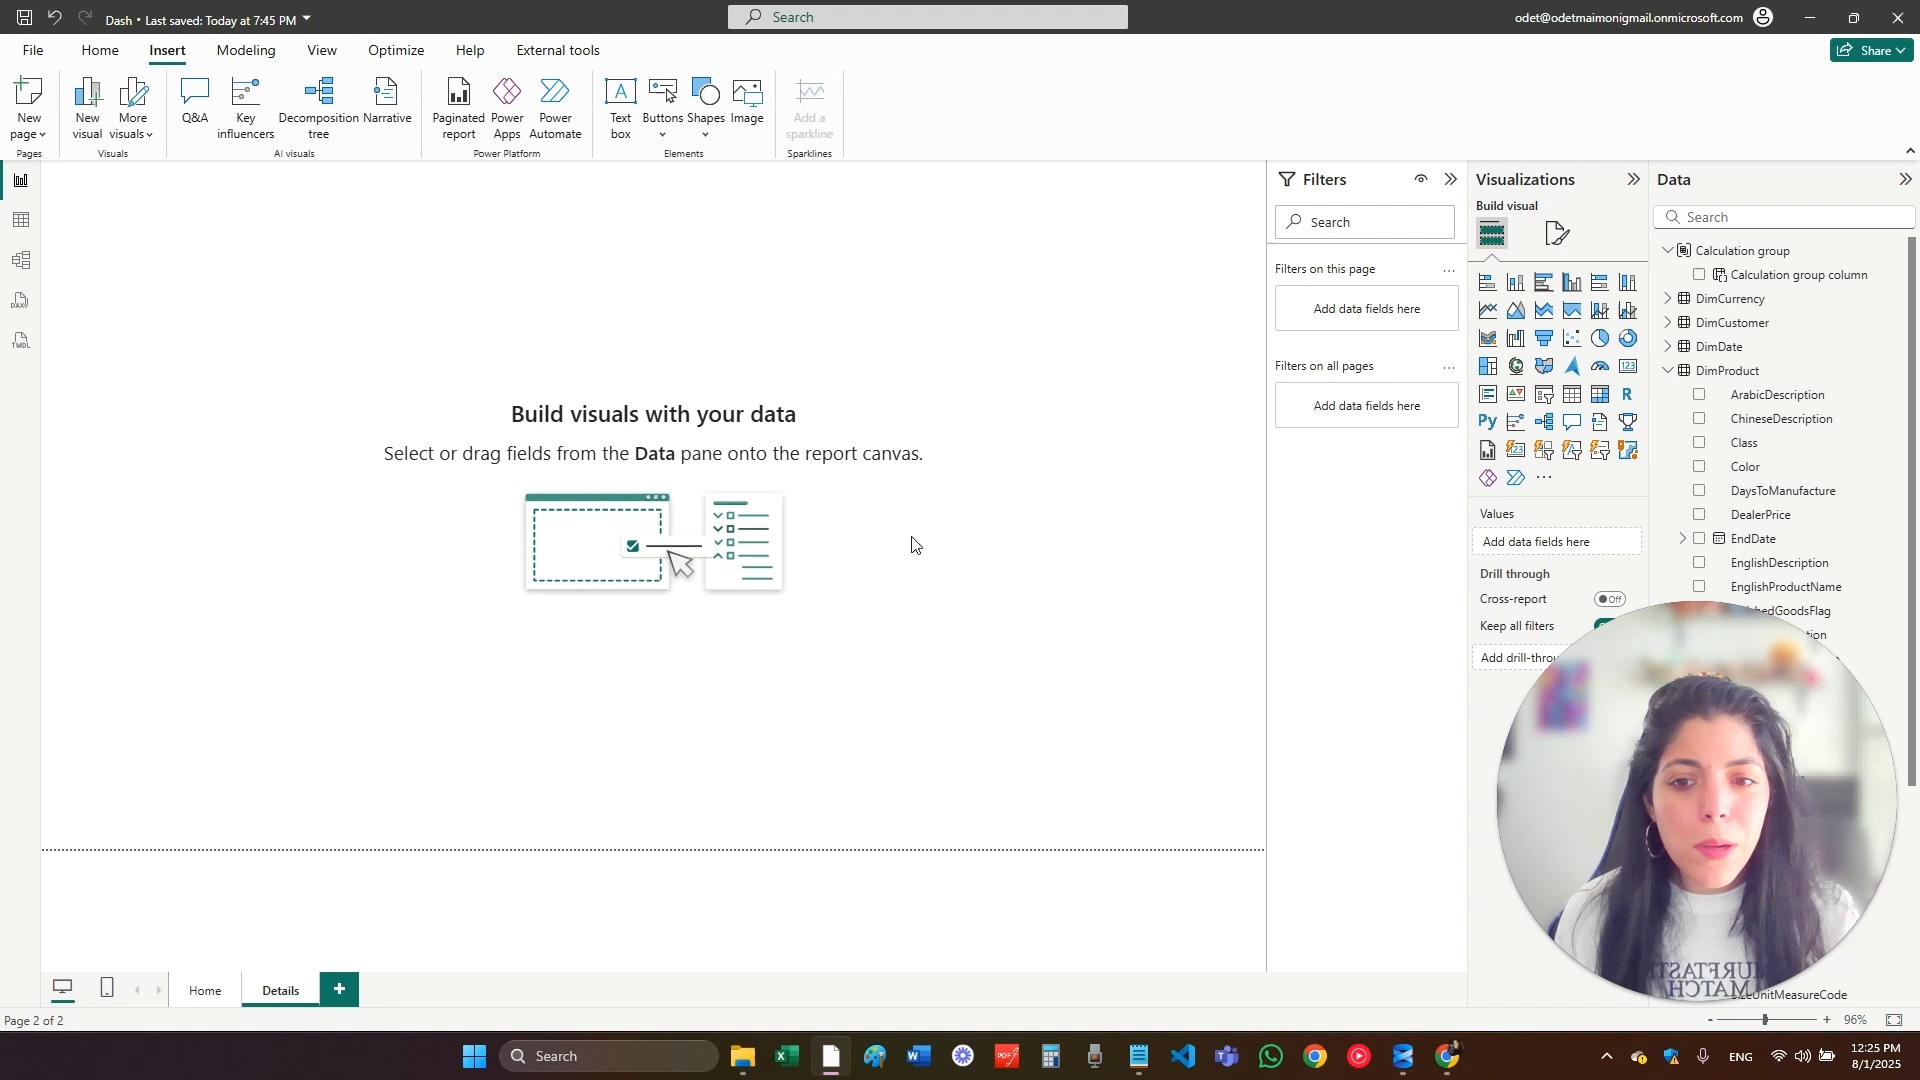 Dash • Last saved: Today at 7:45 PM
Search
odet@odetmaimonigmail.onmicrosoft.com
File
Home
Insert
Modeling
View
Optimize
Help
External tools
Share
New page
New visual
More visuals
Q&A
Key influencers
Decomposition tree
Narrative
Paginated report
Power Apps
Power Automate
Text box
Buttons
Shapes
Image
Add a sparkline
Pages
Visuals
AI visuals
Power Platform
Elements
Sparklines
DAX
TMDL
Build visuals with your data
Select or drag fields from the Data pane onto the report canvas.
Filters
Search
Filters on this page
Add data fields here
Filters on all pages
Add data fields here
Visualizations
Build visual
123
R
Py
123
Values
Add data fields here
Drill through
Cross-report
Off
Keep all filters
Data
Search
Calculation group
Calculation group column
DimCurrency
DimCustomer
DimDate
DimProduct
ArabicDescription
ChineseDescription
Class
Color
DaysToManufacture
DealerPrice
EndDate
EnglishDescription
EnglishProductName
Home
Details
Page 2 of 2
96%
Search
PDF
ENG
12:25 PM
8/1/2025